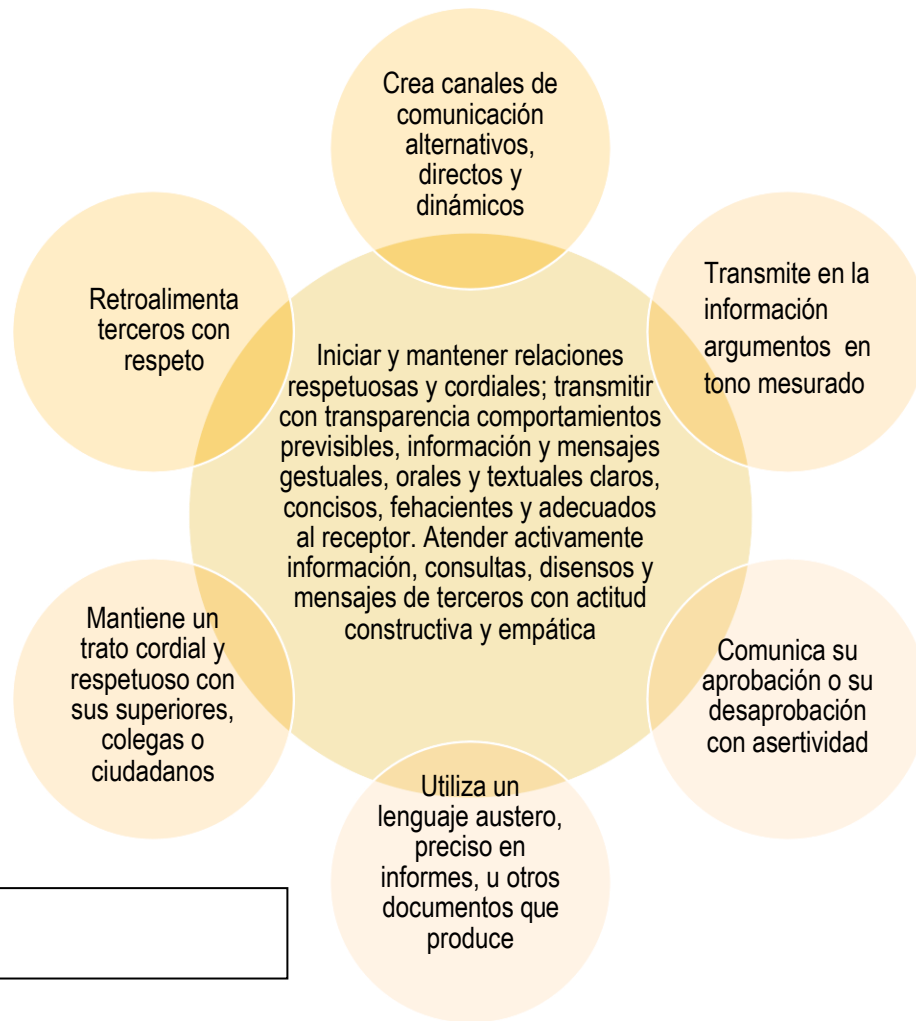 Crea canales de
comunicación
alternativos,
directos y
dinámicos
Transmite en la
información
argumentos  en
tono mesurado
Retroalimenta
terceros con
respeto
Iniciar y mantener relaciones
respetuosas y cordiales; transmitir
con transparencia comportamientos
previsibles, información y mensajes
gestuales, orales y textuales claros,
concisos, fehacientes y adecuados
al receptor. Atender activamente
información, consultas, disensos y
mensajes de terceros con actitud
constructiva y empática
Mantiene un
trato cordial y
respetuoso con
sus superiores,
colegas o
ciudadanos
Comunica su
aprobación o su
desaprobación
con asertividad
Utiliza un
lenguaje austero,
preciso en
informes, u otros
documentos que
produce